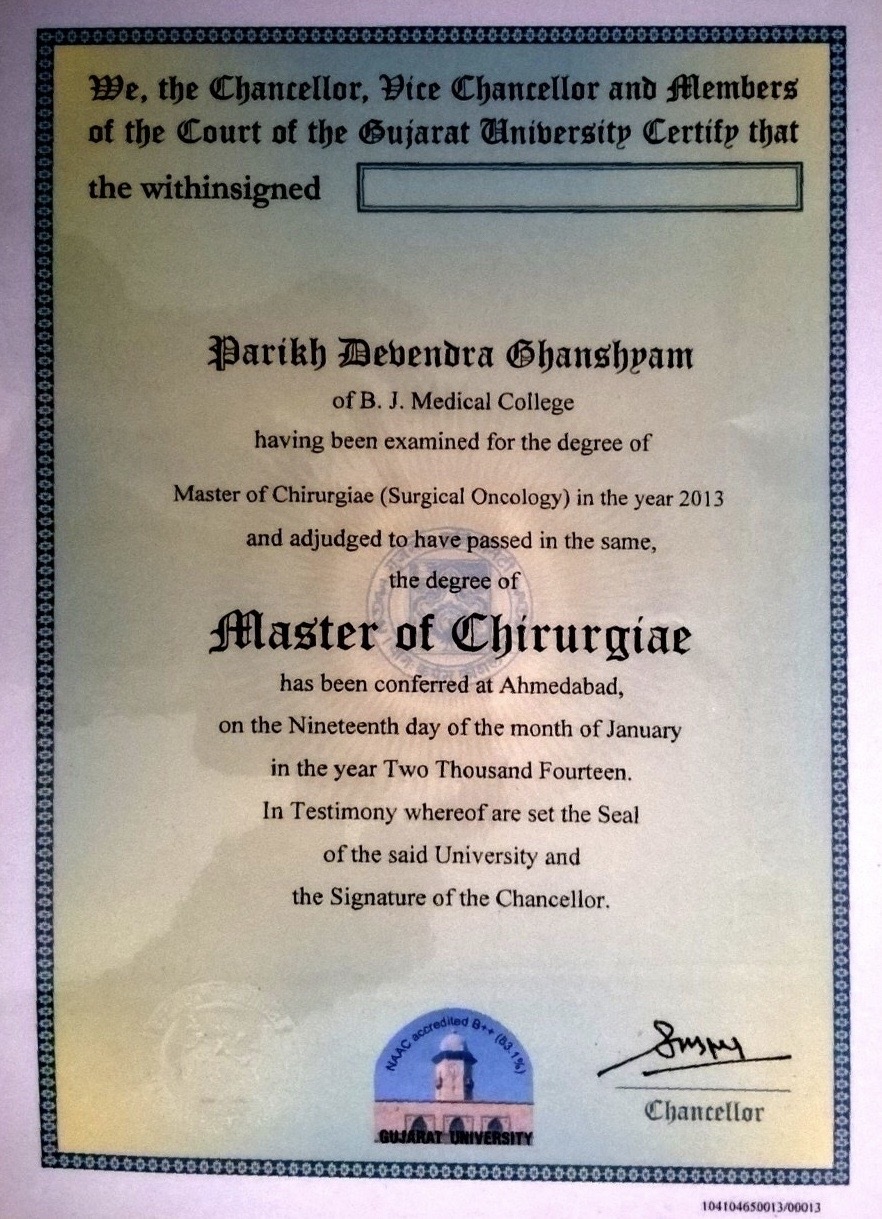 We, the Chancellor, Vice Chancellor and Members
of the Court of the Gujarat University Certify that
the withinsigned
Parikh Devendra Ghanshyam
of B. J. Medical College
having been examined for the degree of
Master of Chirurgiae (Surgical Oncology) in the year 2013
and adjudged to have passed in the same,
the degree of
Master of Chirurgiae
has been conferred at Ahmedabad,
on the Nineteenth day of the month of January
in the year Two Thousand Fourteen.
In Testimony whereof are set the Seal
of the said University and
the Signature of the Chancellor.
NAAC accredited B++ (83.1%)
GUJARAT UNIVERSITY
Chancellor
104104650013/00013